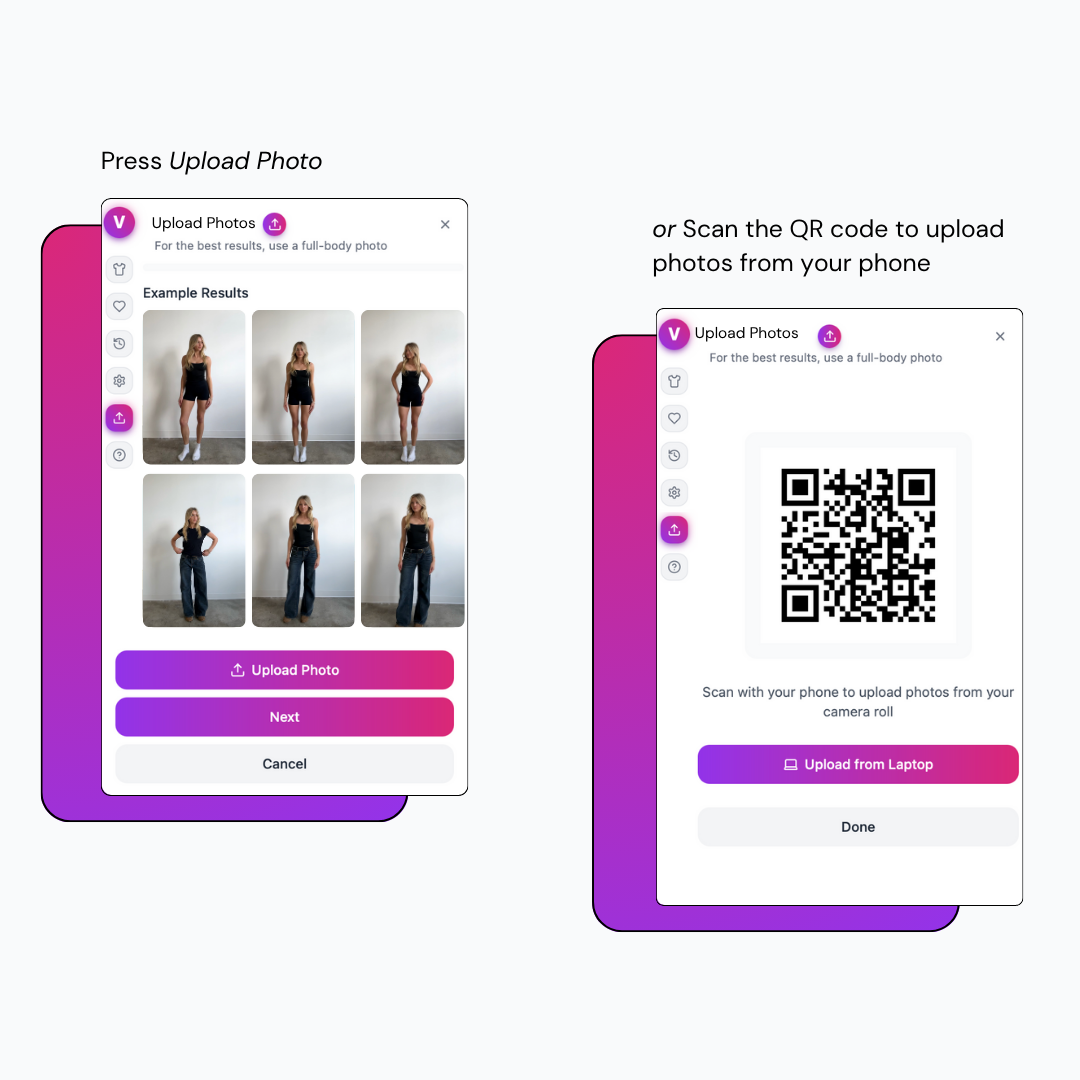 Press Upload Photo
V
Upload Photos
For the best results, use a full-body photo
Example Results
Upload Photo
Next
Cancel
or Scan the QR code to upload
photos from your phone
V
Upload Photos
For the best results, use a full-body photo
Scan with your phone to upload photos from your
camera roll
Upload from Laptop
Done